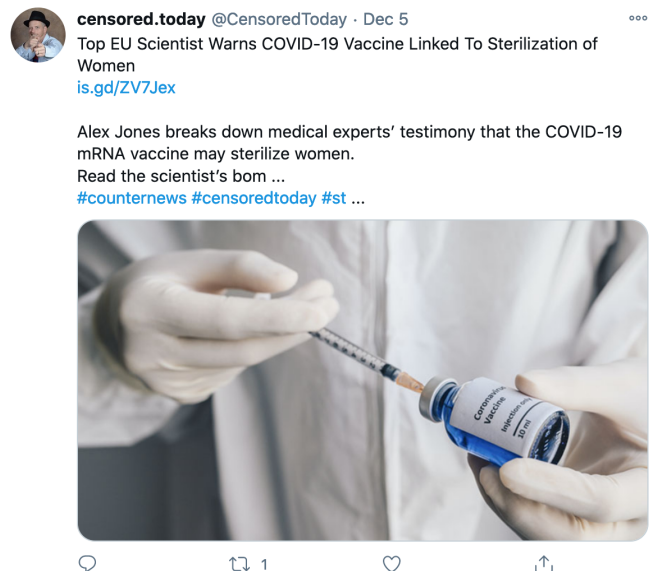 censored.today @CensoredToday · Dec 5
Top EU Scientist Warns COVID-19 Vaccine Linked To Sterilization of
Women
is.gd/ZV7Jex
Alex Jones breaks down medical experts’ testimony that the COVID-19
mRNA vaccine may sterilize women.
Read the scientist’s bom ...
#counternews #censoredtoday #st ...
Coronavirus
Vaccine
Injection only
10 ml
1